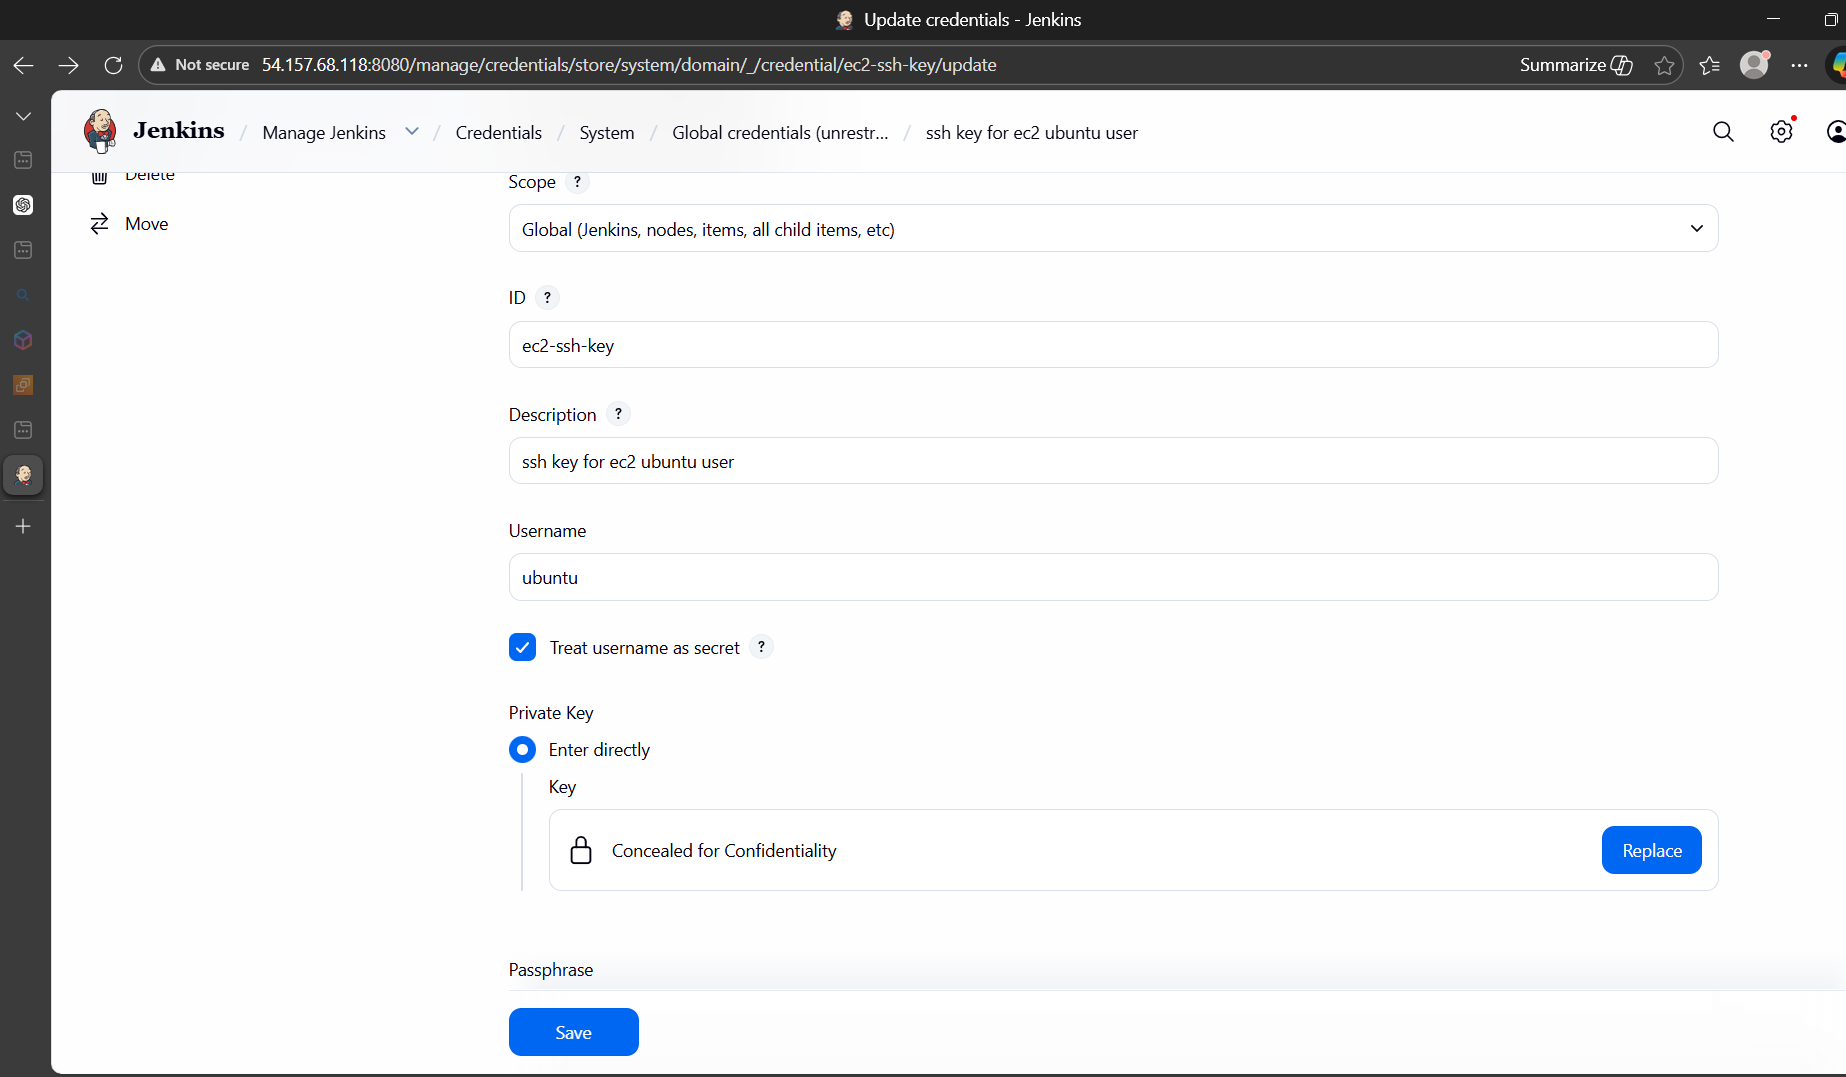 Update credentials - Jenkins
Not secure 54.157.68.118:8080/manage/credentials/store/system/domain/_/credential/ec2-ssh-key/update Summarize
Jenkins / Manage Jenkins / Credentials / System / Global credentials (unrestr... / ssh key for ec2 ubuntu user
Delete
Move
Scope ?
Global (Jenkins, nodes, items, all child items, etc)
ID ?
ec2-ssh-key
Description ?
ssh key for ec2 ubuntu user
Username
ubuntu
Treat username as secret ?
Private Key
Enter directly
Key
Concealed for Confidentiality
Replace
Passphrase
Save